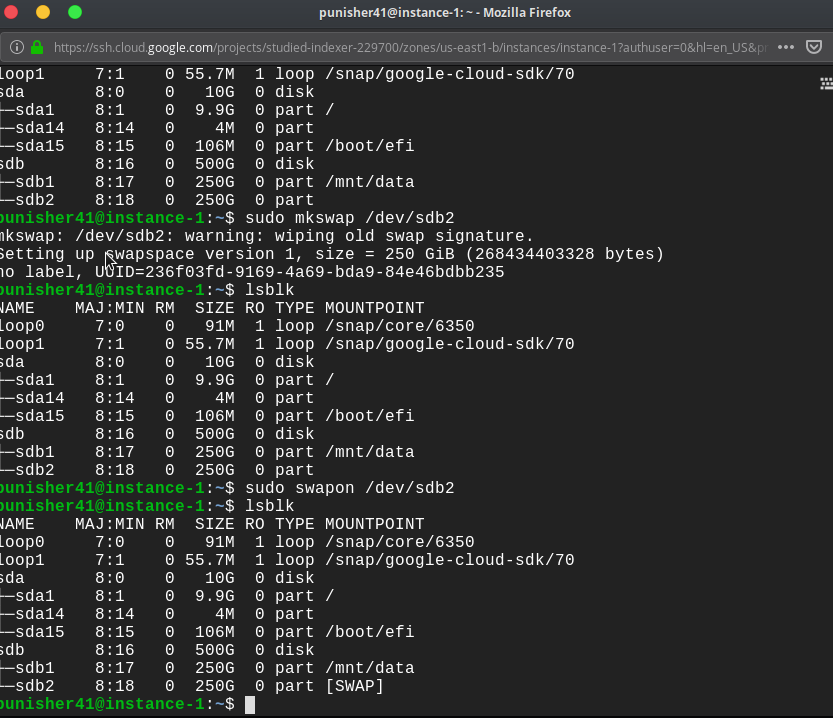 punisher41@instance-1: ~ - Mozilla Firefox
https://ssh.cloud.google.com/projects/studied-indexer-229700/zones/us-east1-b/instances/instance-1?authuser=0&hl=en_US&pr
loop1 7:1 0 55.7M 1 loop /snap/google-cloud-sdk/70
sda 8:0 0 10G 0 disk
├─sda1 8:1 0 9.9G 0 part /
├─sda14 8:14 0 4M 0 part
└─sda15 8:15 0 106M 0 part /boot/efi
sdb 8:16 0 500G 0 disk
├─sdb1 8:17 0 250G 0 part /mnt/data
└─sdb2 8:18 0 250G 0 part
punisher41@instance-1:~$ sudo mkswap /dev/sdb2
mkswap: /dev/sdb2: warning: wiping old swap signature.
Setting up swapspace version 1, size = 250 GiB (268434403328 bytes)
no label, UUID=236f03fd-9169-4a69-bda9-84e46bdbb235
punisher41@instance-1:~$ lsblk
NAME MAJ:MIN RM SIZE RO TYPE MOUNTPOINT
loop0 7:0 0 91M 1 loop /snap/core/6350
loop1 7:1 0 55.7M 1 loop /snap/google-cloud-sdk/70
sda 8:0 0 10G 0 disk
├─sda1 8:1 0 9.9G 0 part /
├─sda14 8:14 0 4M 0 part
└─sda15 8:15 0 106M 0 part /boot/efi
sdb 8:16 0 500G 0 disk
├─sdb1 8:17 0 250G 0 part /mnt/data
└─sdb2 8:18 0 250G 0 part
punisher41@instance-1:~$ sudo swapon /dev/sdb2
punisher41@instance-1:~$ lsblk
NAME MAJ:MIN RM SIZE RO TYPE MOUNTPOINT
loop0 7:0 0 91M 1 loop /snap/core/6350
loop1 7:1 0 55.7M 1 loop /snap/google-cloud-sdk/70
sda 8:0 0 10G 0 disk
├─sda1 8:1 0 9.9G 0 part /
├─sda14 8:14 0 4M 0 part
└─sda15 8:15 0 106M 0 part /boot/efi
sdb 8:16 0 500G 0 disk
├─sdb1 8:17 0 250G 0 part /mnt/data
└─sdb2 8:18 0 250G 0 part [SWAP]
punisher41@instance-1:~$